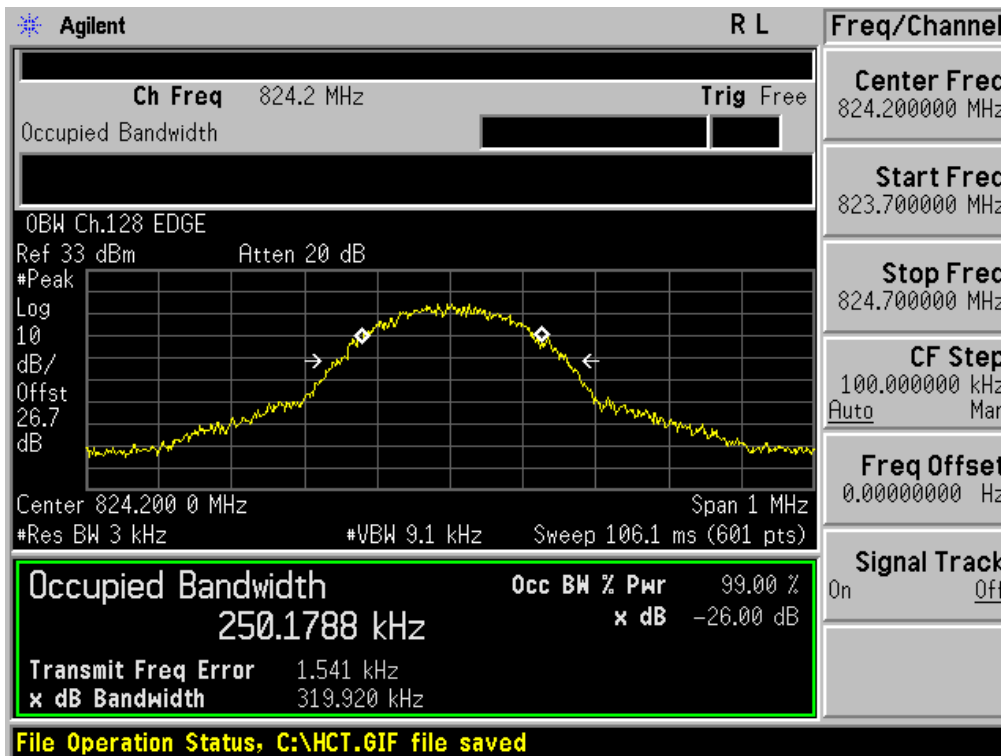 Agilent R L Freq/Channel
Ch Freq 824.2 MHz Trig Free
Occupied Bandwidth
OBW Ch.128 EDGE
Ref 33 dBm Atten 20 dB
#Peak
Log
10
dB/
Offst
26.7
dB
Center 824.200 0 MHz Span 1 MHz
#Res BW 3 kHz #VBW 9.1 kHz Sweep 106.1 ms (601 pts)
Occupied Bandwidth
250.1788 kHz
Occ BW % Pwr 99.00 %
x dB -26.00 dB
Transmit Freq Error 1.541 kHz
x dB Bandwidth 319.920 kHz
File Operation Status, C:\HCT.GIF file saved
Center Freq
824.200000 MHz
Start Freq
823.700000 MHz
Stop Freq
824.700000 MHz
CF Step
100.000000 kHz
Auto Man
Freq Offset
0.00000000 Hz
Signal Track
On Off